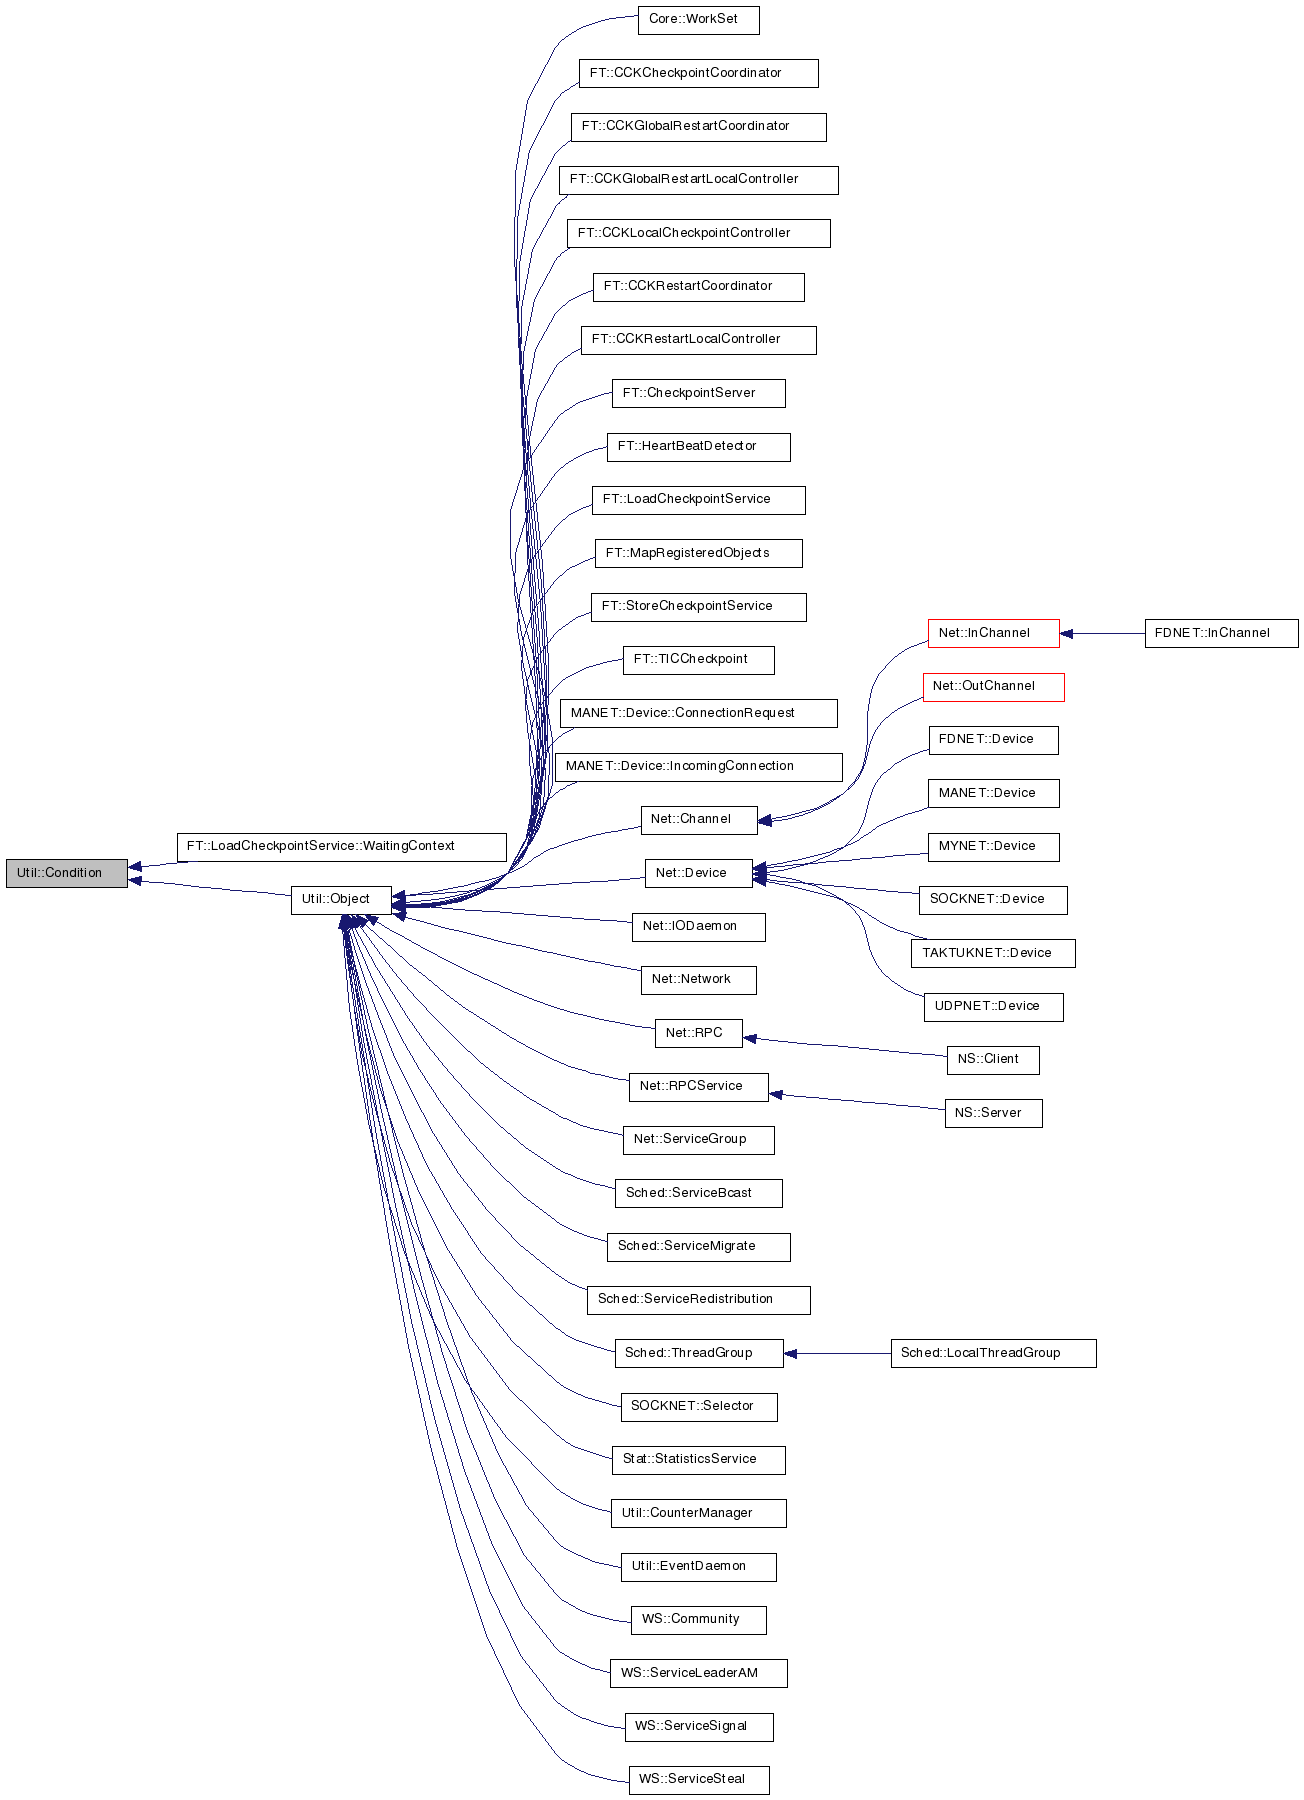 Core::WorkSet
FT::CCKCheckpointCoordinator
FT::CCKGlobalRestartCoordinator
FT::CCKGlobalRestartLocalController
FT::CCKLocalCheckpointController
FT::CCKRestartCoordinator
FT::CCKRestartLocalController
FT::CheckpointServer
FT::HeartBeatDetector
FT::LoadCheckpointService
FT::MapRegisteredObjects
FT::StoreCheckpointService
Net::InChannel
FDNET::InChannel
FT::TICCheckpoint
Net::OutChannel
MANET::Device::ConnectionRequest
FDNET::Device
MANET::Device::IncomingConnection
MANET::Device
Net::Channel
FT::LoadCheckpointService::WaitingContext
MYNET::Device
Util::Condition
Net::Device
Util::Object
SOCKNET::Device
Net::IODaemon
TAKTUKNET::Device
Net::Network
UDPNET::Device
Net::RPC
NS::Client
Net::RPCService
NS::Server
Net::ServiceGroup
Sched::ServiceBcast
Sched::ServiceMigrate
Sched::ServiceRedistribution
Sched::ThreadGroup
Sched::LocalThreadGroup
SOCKNET::Selector
Stat::StatisticsService
Util::CounterManager
Util::EventDaemon
WS::Community
WS::ServiceLeaderAM
WS::ServiceSignal
WS::ServiceSteal